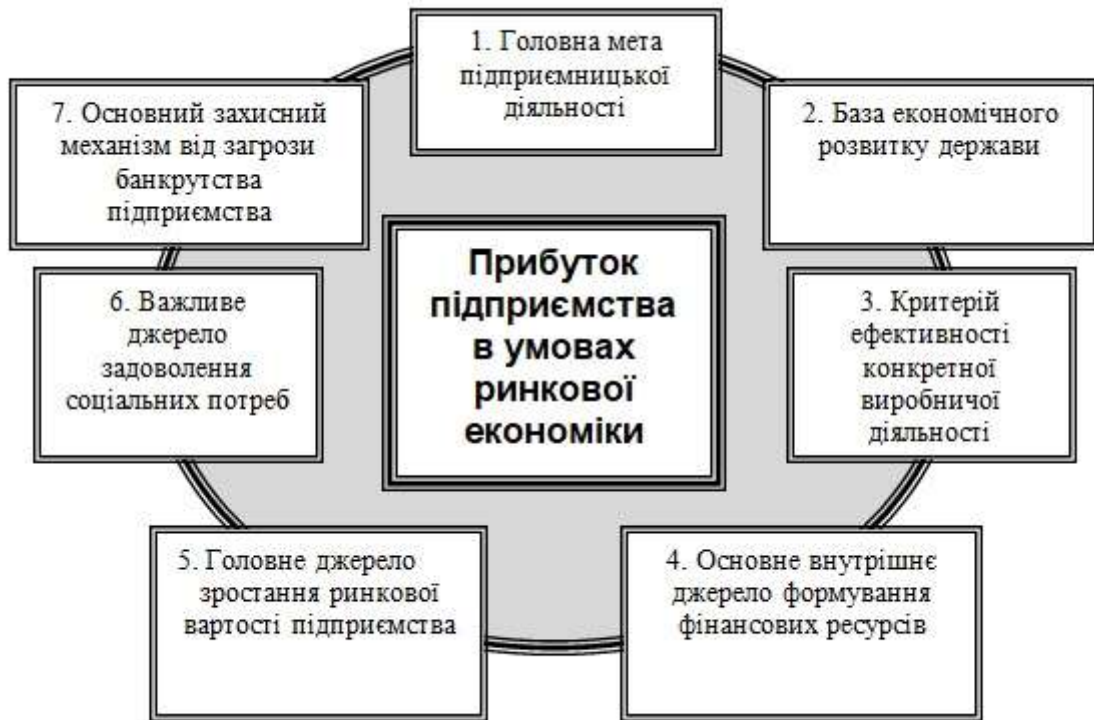 1. Головна мета
підприємницької
діяльності
7. Основний захисний
механізм від загрози
банкрутства
підприємства
2. База економічного
розвитку держави
Прибуток
підприємства
в умовах
ринкової
економіки
6. Важливе
джерело
задоволення
соціальних потреб
3. Критерій
ефективності
конкретної
виробничої
діяльності
5. Головне джерело
зростання ринкової
вартості підприємства
4. Основне внутрішнє
джерело формування
фінансових ресурсів